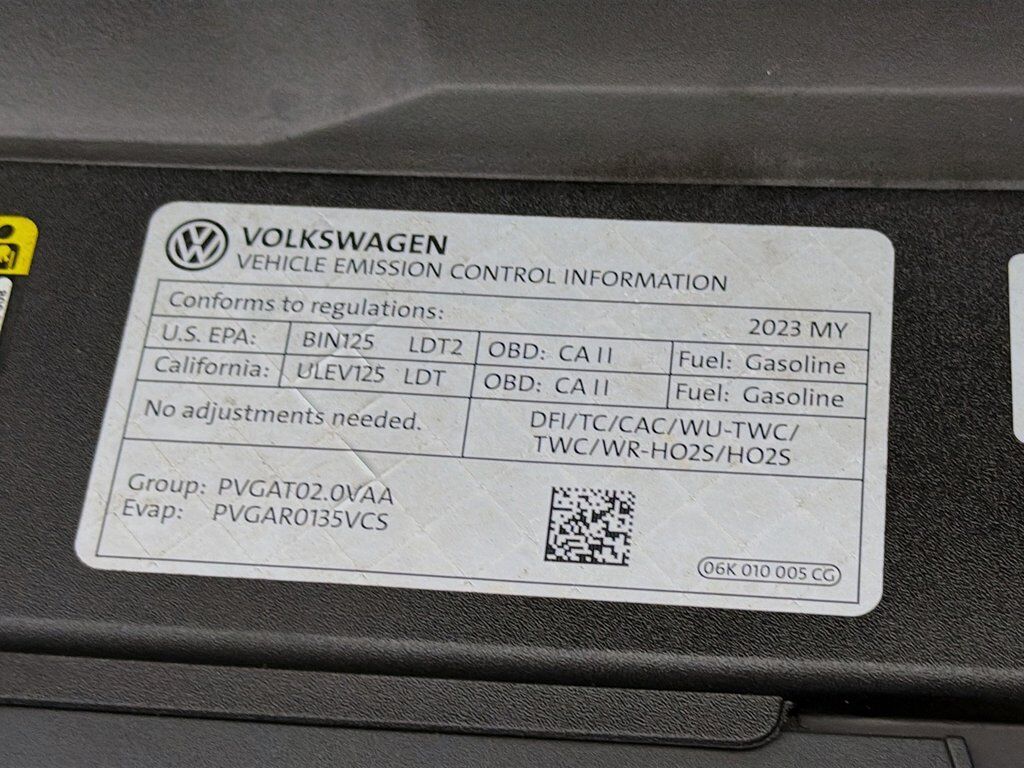 VOLKSWAGEN
VEHICLE EMISSION CONTROL INFORMATION
Conforms to regulations: 2023 MY
U.S. EPA: BIN125 LDT2 OBD: CA II Fuel: Gasoline
California: ULEV125 LDT OBD: CA II Fuel: Gasoline
No adjustments needed.
DFI/TC/CAC/WU-TWC/
TWC/WR-HO2S/HO2S
Group: PVGAT02.0VAA
Evap: PVGAR0135VCS
06K 010 005 CG